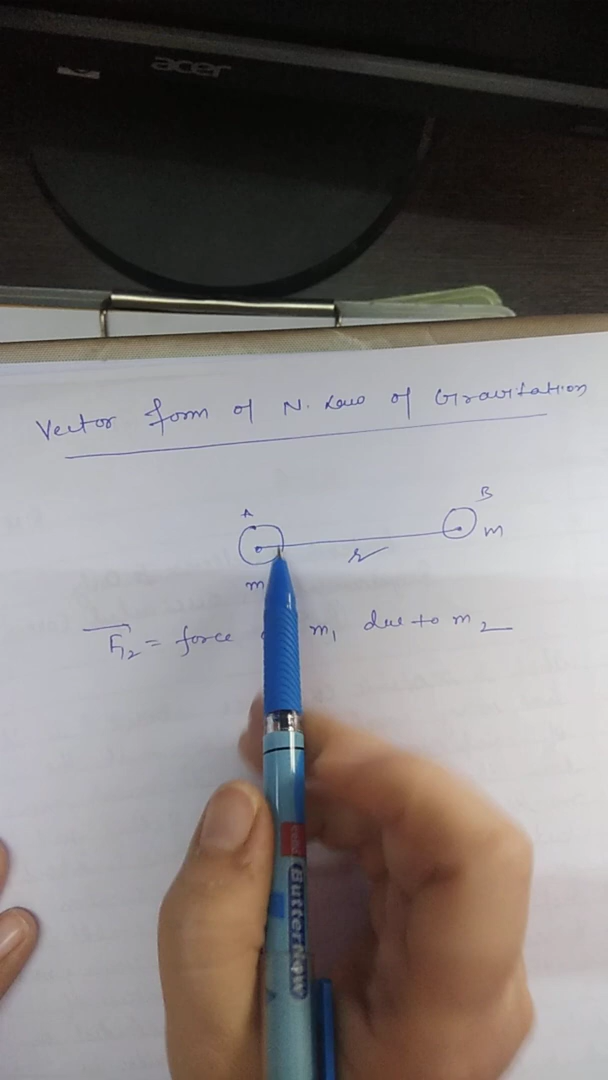 acer
Vector form of N. Law of Gravitation
A
B
m
r
m
F₁₂ = force m₁ due to m₂
ButterFlow